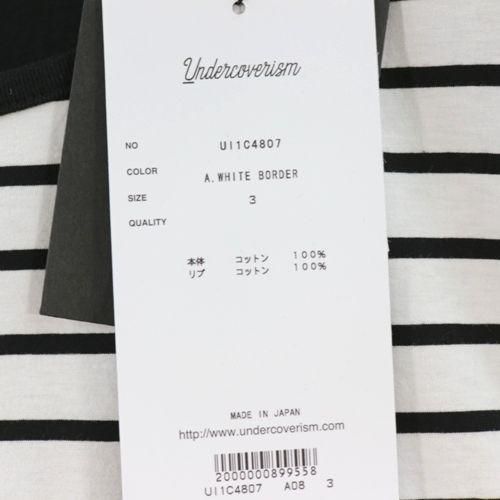 Undercoverism
NO UI1C4807
COLOR A.WHITE BORDER
SIZE 3
QUALITY
本体 コットン 100%
リブ コットン 100%
MADE IN JAPAN
http://www.undercoverism.com
2000000899558
UI1C4807 A08 3